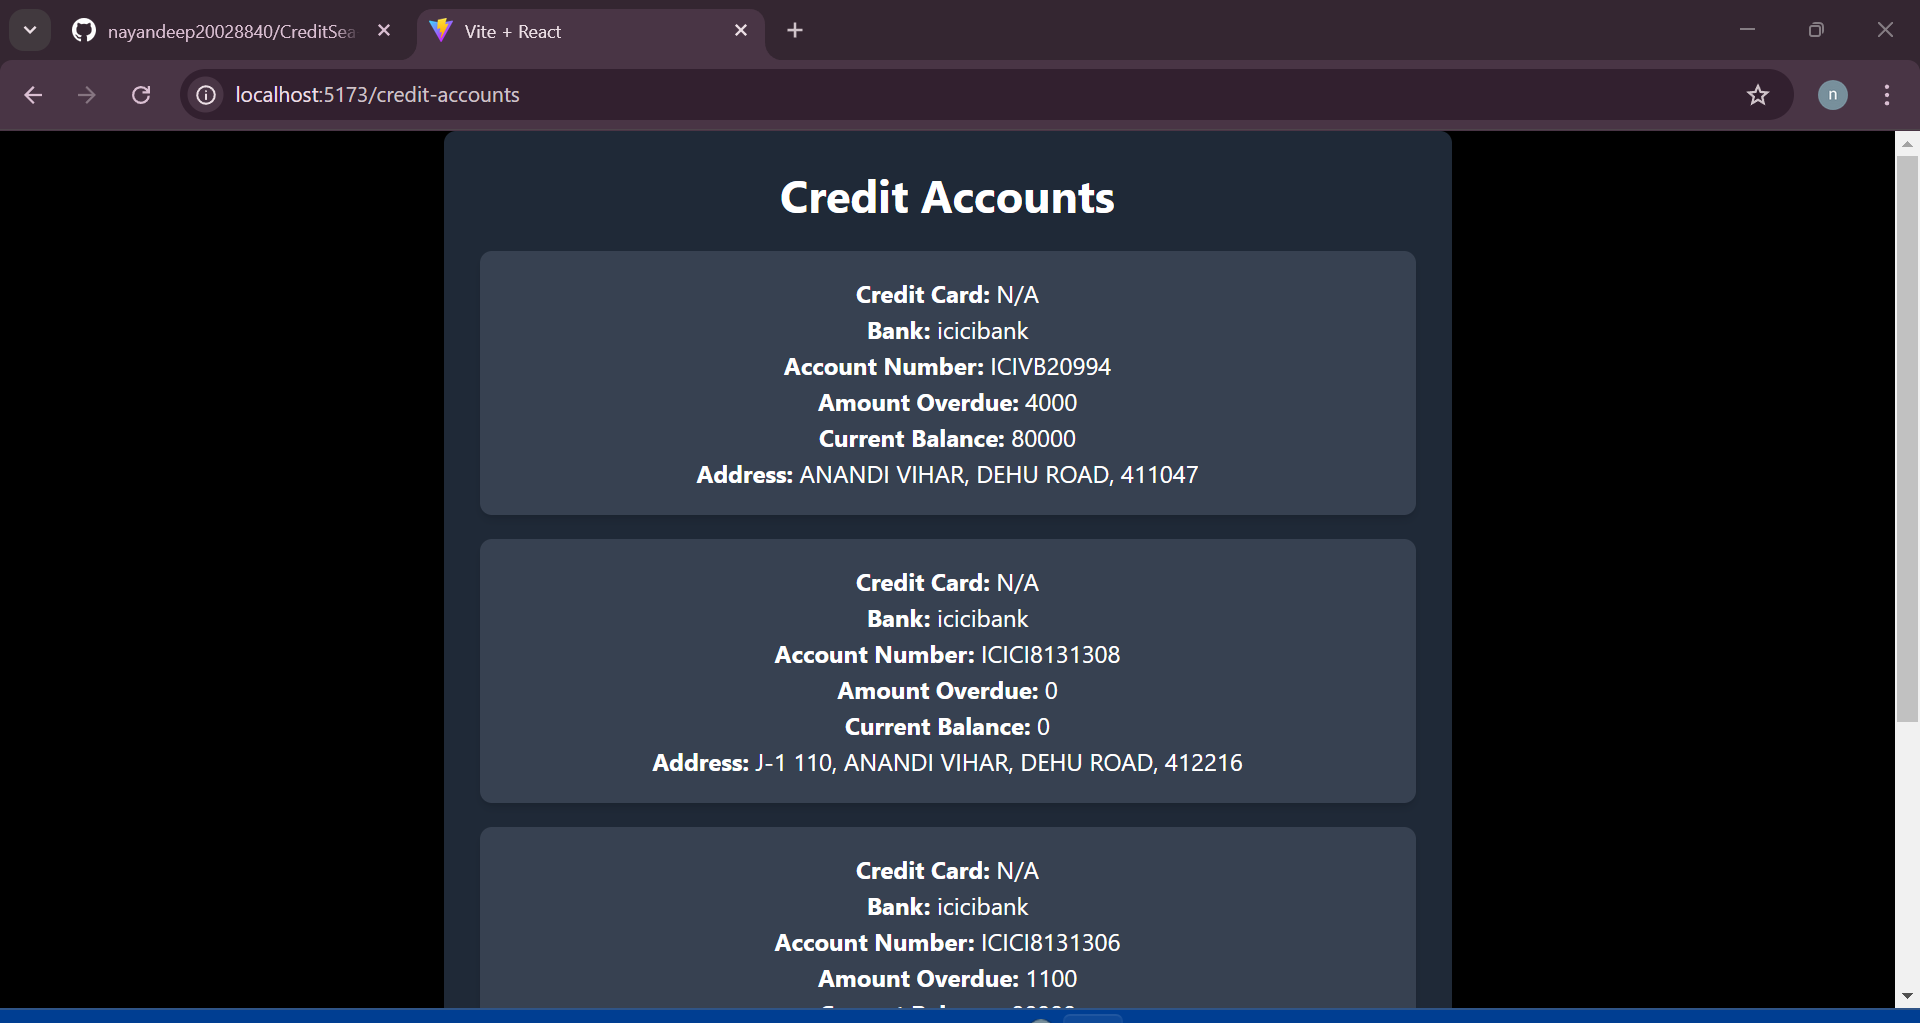 nayandeep20028840/CreditSea
Vite + React
localhost:5173/credit-accounts
n
Credit Accounts
Credit Card: N/A
Bank: icicibank
Account Number: ICIVB20994
Amount Overdue: 4000
Current Balance: 80000
Address: ANANDI VIHAR, DEHU ROAD, 411047
Credit Card: N/A
Bank: icicibank
Account Number: ICICI8131308
Amount Overdue: 0
Current Balance: 0
Address: J-1 110, ANANDI VIHAR, DEHU ROAD, 412216
Credit Card: N/A
Bank: icicibank
Account Number: ICICI8131306
Amount Overdue: 1100